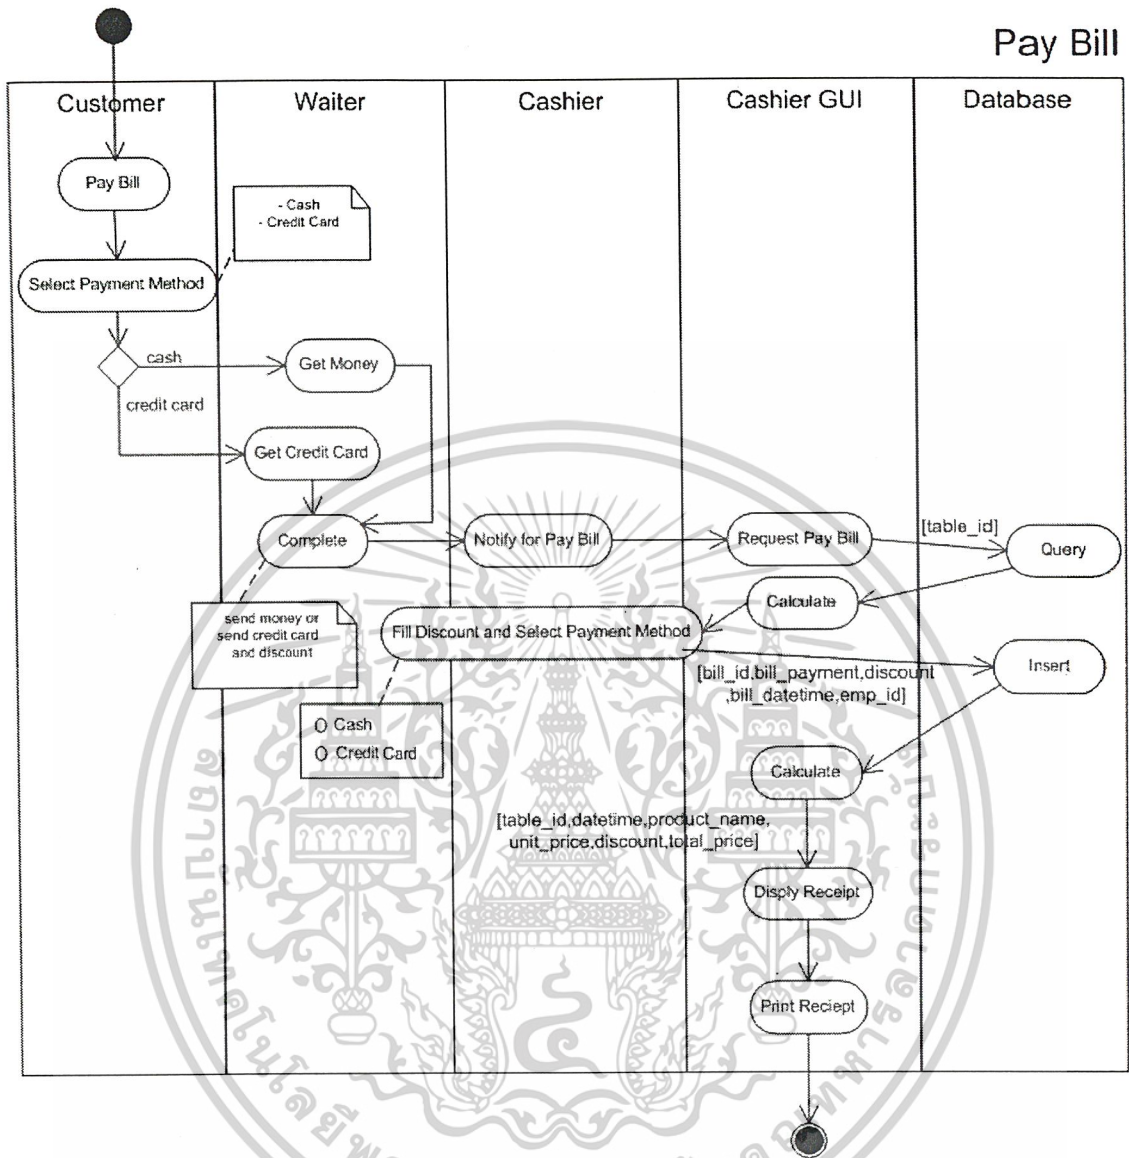 Pay Bill
Customer
Waiter
Cashier
Cashier GUI
Database
Pay Bill
- Cash
- Credit Card
Select Payment Method
cash
Get Money
credit card
Get Credit Card
Complete
Notify for Pay Bill
Request Pay Bill
[table_id]
Query
Calculate
send money or
send credit card
and discount
Fill Discount and Select Payment Method
Insert
[bill_id,bill_payment,discount
,bill_datetime,emp_id]
O Cash
O Credit Card
Calculate
[table_id,datetime,product_name,
unit_price,discount,total_price]
Disply Receipt
Print Reciept